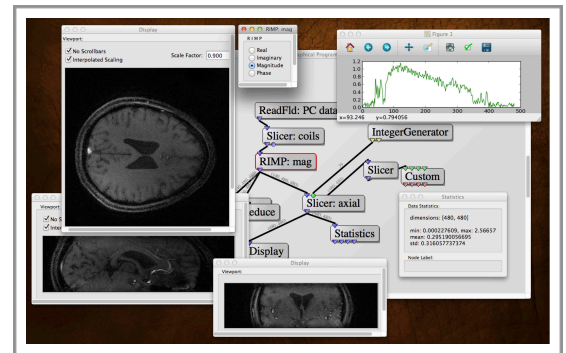 Display
Viewport:
No Scrollbars
Interpolated Scaling
Scale Factor: 0.900
RIMP: mag
R I M P
Real
Imaginary
Magnitude
Phase
Figure 1
1.2
1.0
0.8
0.6
0.4
0.2
0.0
0 100 200 300 400 500
x=93.246 y=0.794056
ReadFld: PC data
Slicer: coils
IntegerGenerator
RIMP: mag
Slicer
Custom
educe
Slicer: axial
Statistics
Display
Viewport:
No S
Inter
Statistics
Data Statistics
dimensions: [480, 480]
min: 0.000227609, max: 2.56657
mean: 0.295190056695
std: 0.316057737374
Node Label:
Display
Viewport: